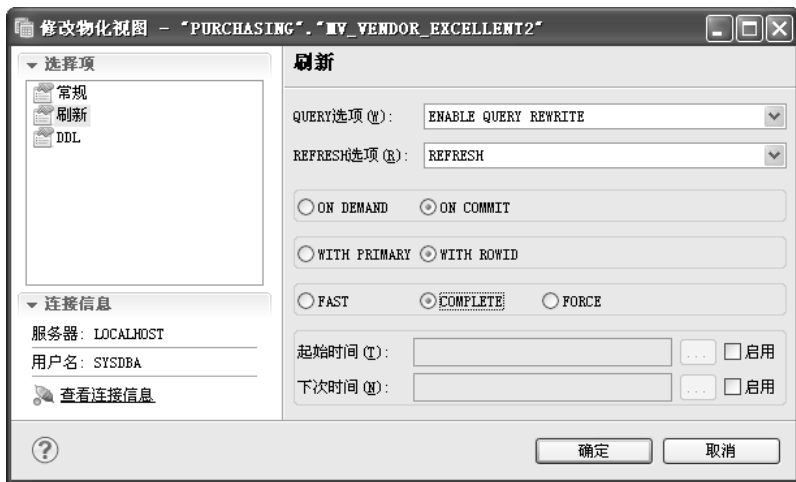 修改物化视图 - "PURCHASING"."MV_VENDOR_EXCELLENT2"
选择项
常规
刷新
DDL
连接信息
服务器: LOCALHOST
用户名: SYSDBA
查看连接信息
刷新
QUERY选项(W): ENABLE QUERY REWRITE
REFRESH选项(R): REFRESH
ON DEMAND ON COMMIT
WITH PRIMARY WITH ROWID
FAST COMPLETE FORCE
起始时间(T): ... 启用
下次时间(N): ... 启用
? 确定 取消